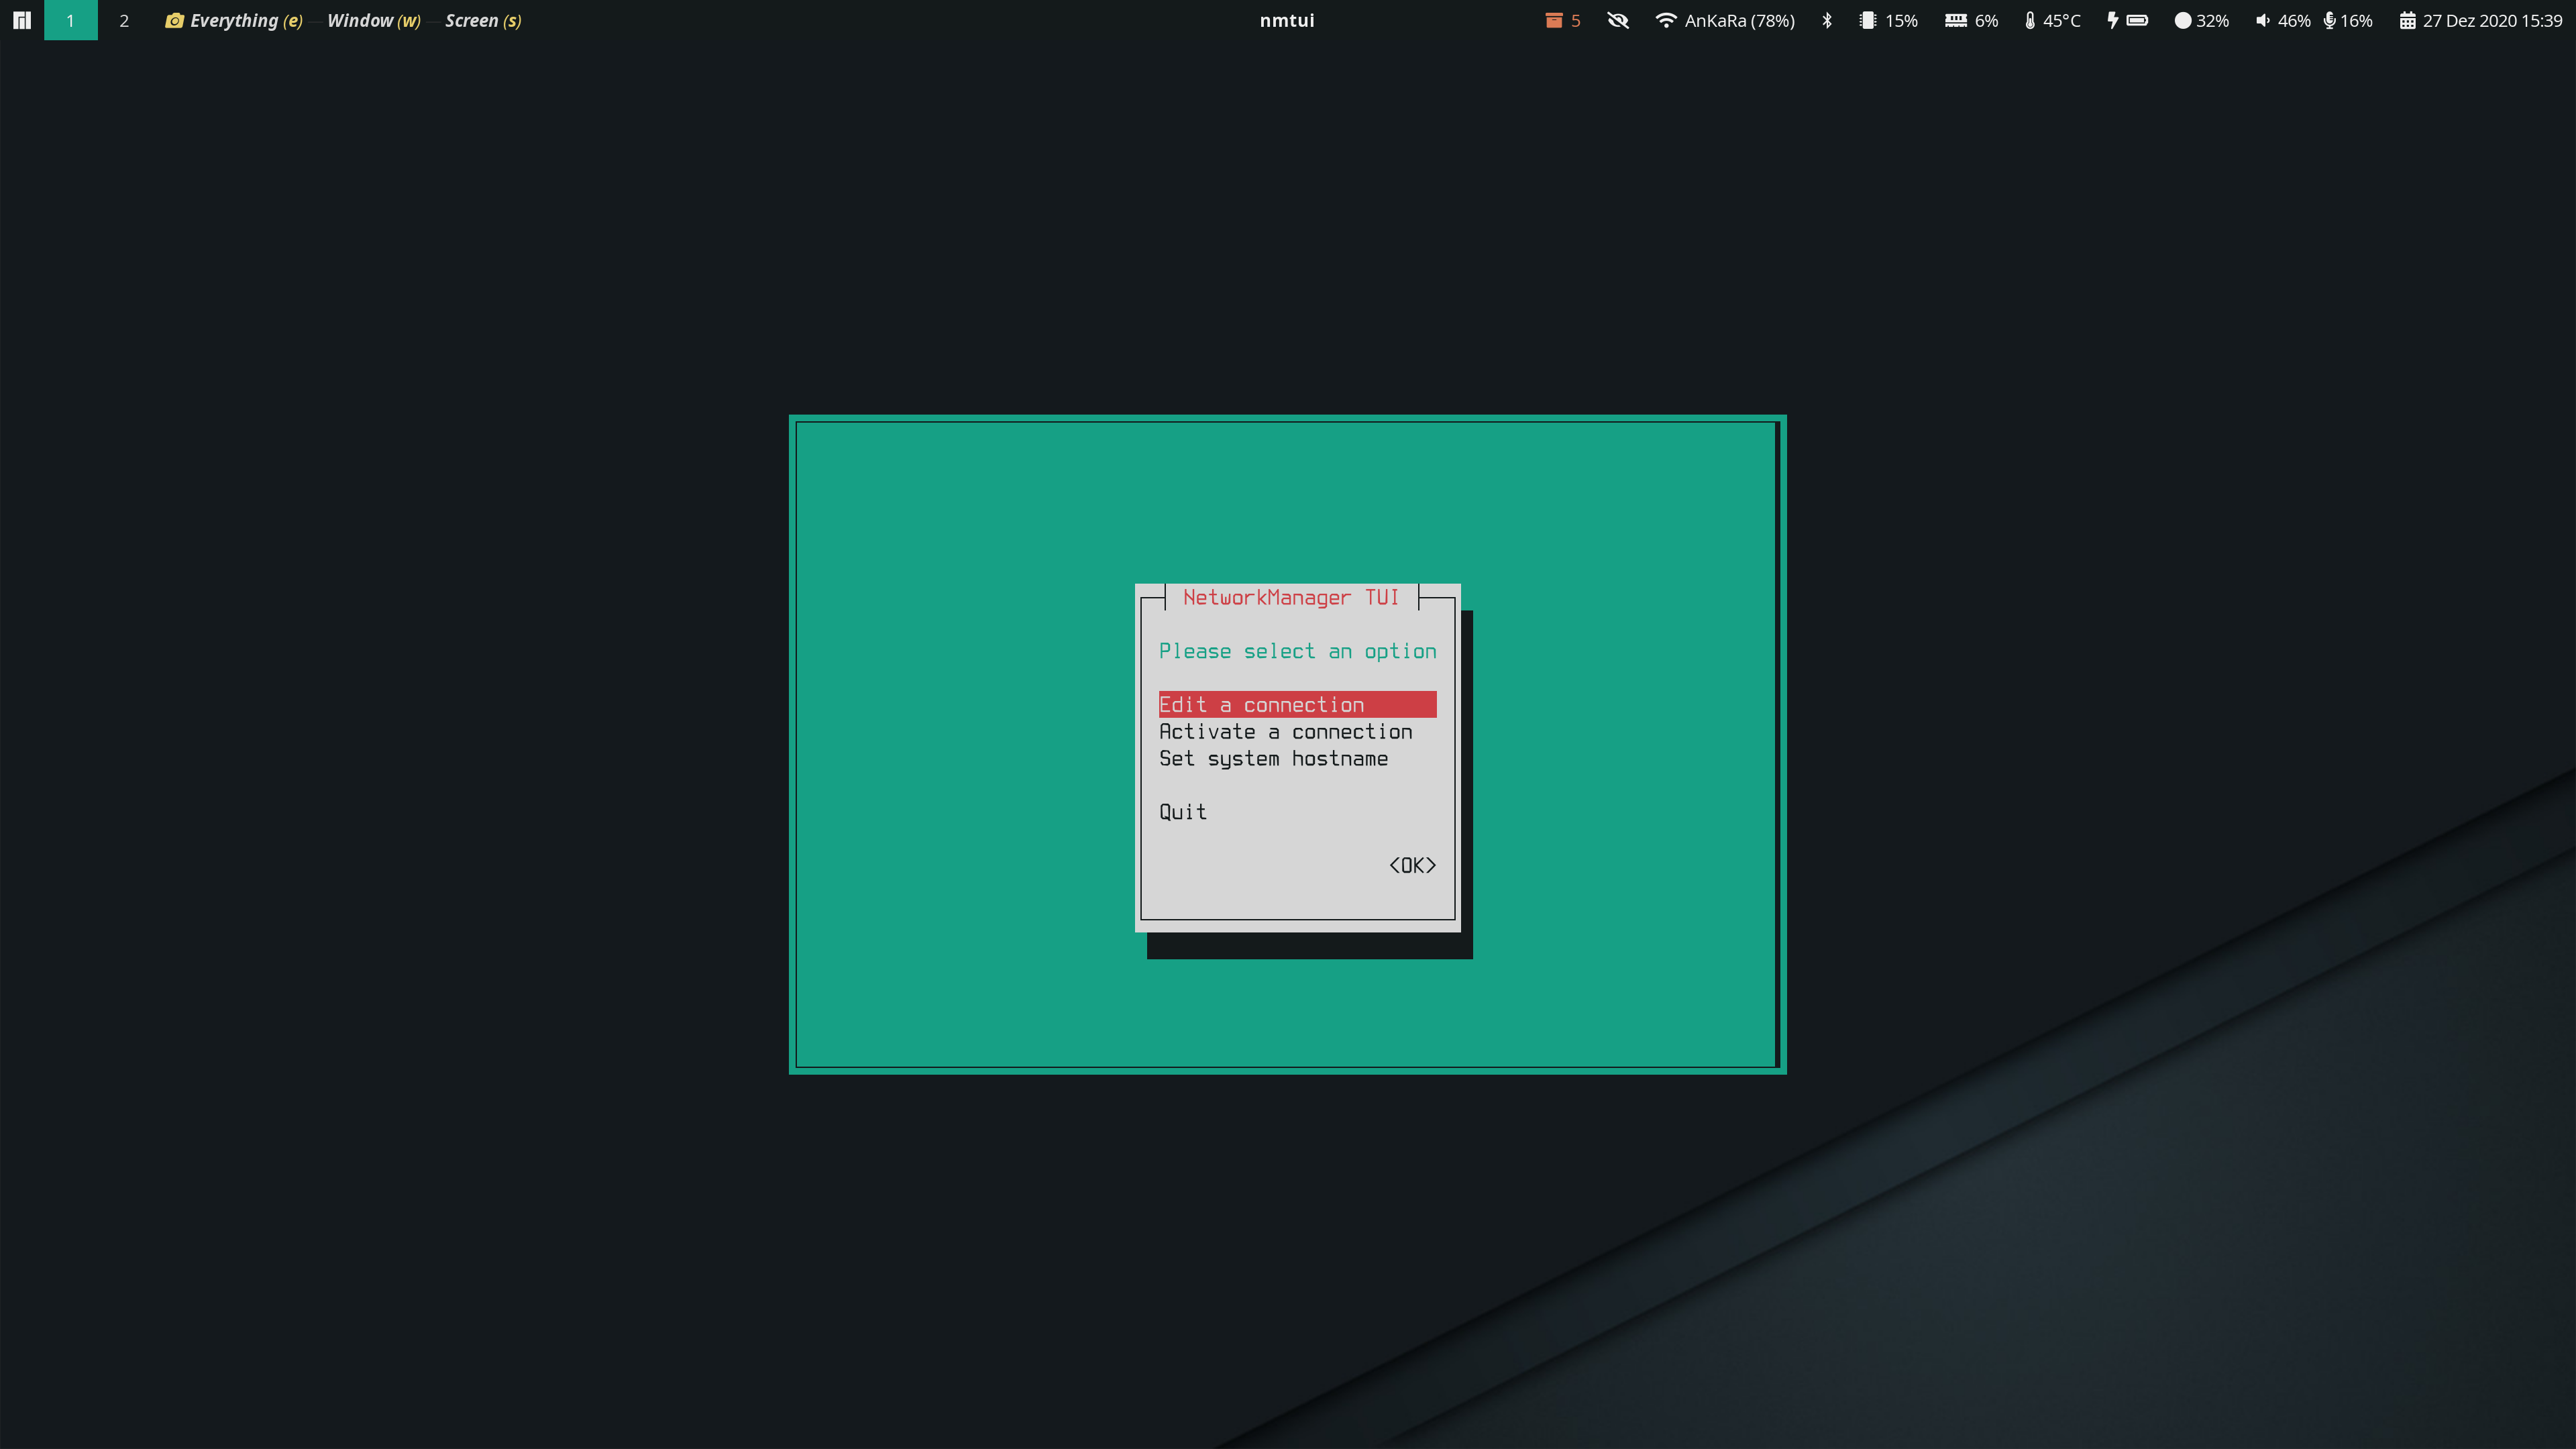 1 2 Everything (e) — Window (w) — Screen (s) nmtui 5 AnKaRa (78%) 15% 6% 45°C 32% 46% 16% 27 Dez 2020 15:39
NetworkManager TUI
Please select an option
Edit a connection
Activate a connection
Set system hostname
Quit
<OK>